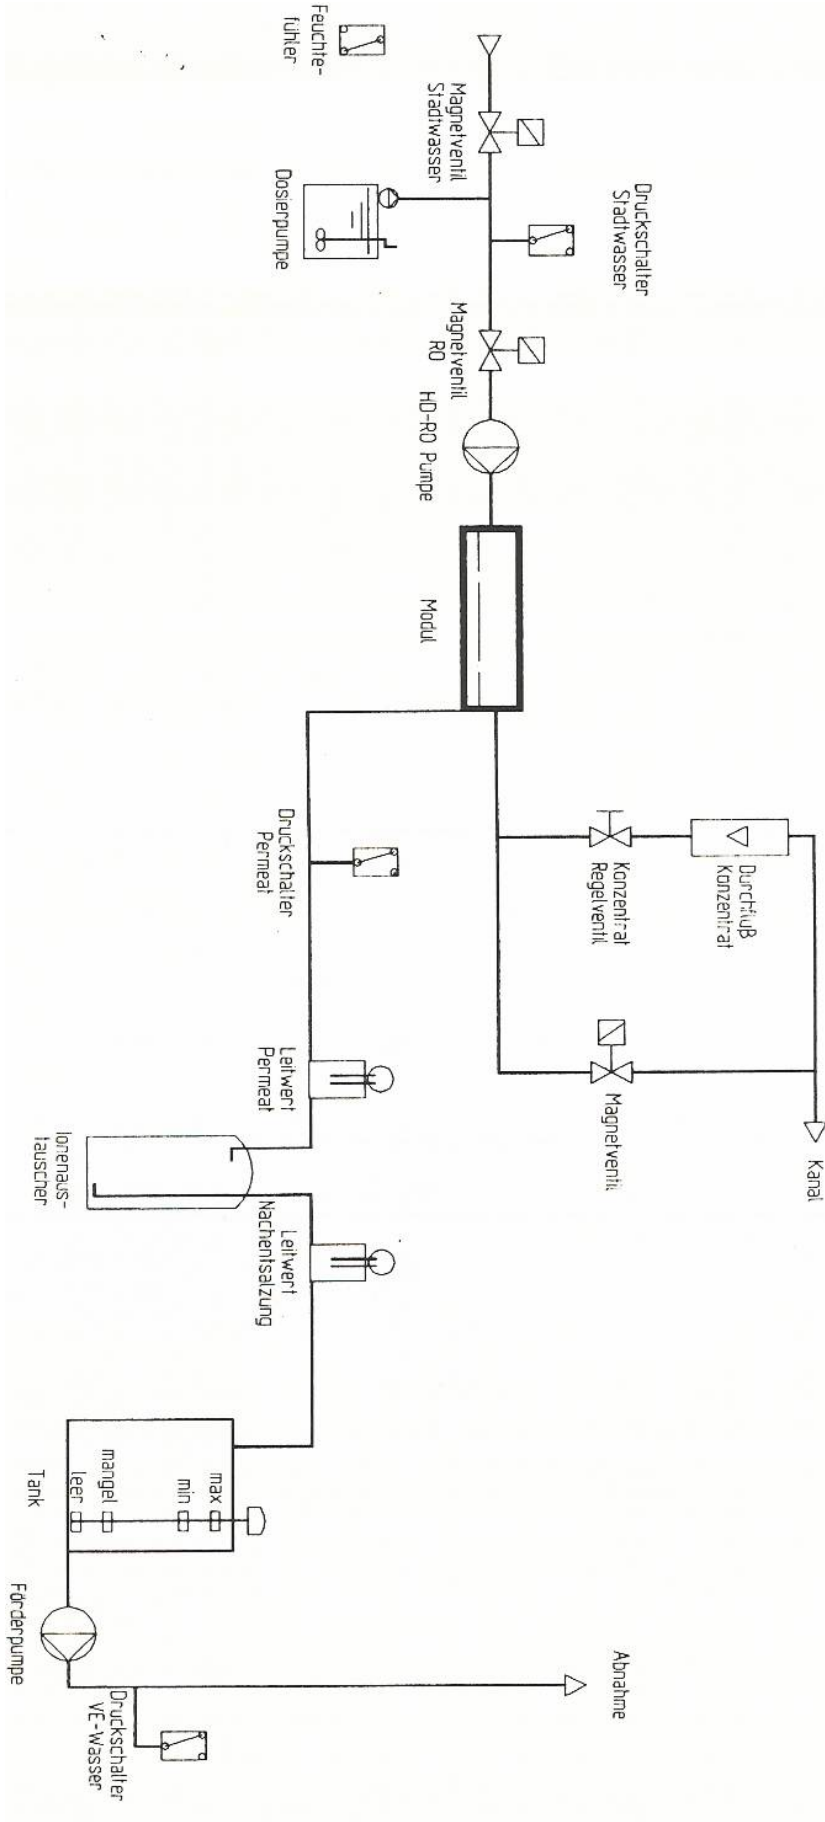 Feuchte-
fühler
Magnetventil
Stadtwasser
Druckschalter
Stadtwasser
Dosierpumpe
Magnetventil
RO
HD-RO Pumpe
Modul
Durchfluß
Konzentrat
Konzentrat
Regelventil
Druckschalter
Permeat
Magnetventil
Kanal
Leitwert
Permeat
Ionenaus-
tauscher
Leitwert
Nachentsalzung
max
min
mangel
leer
Tank
Förderpumpe
Abnahme
Druckschalter
VE-Wasser